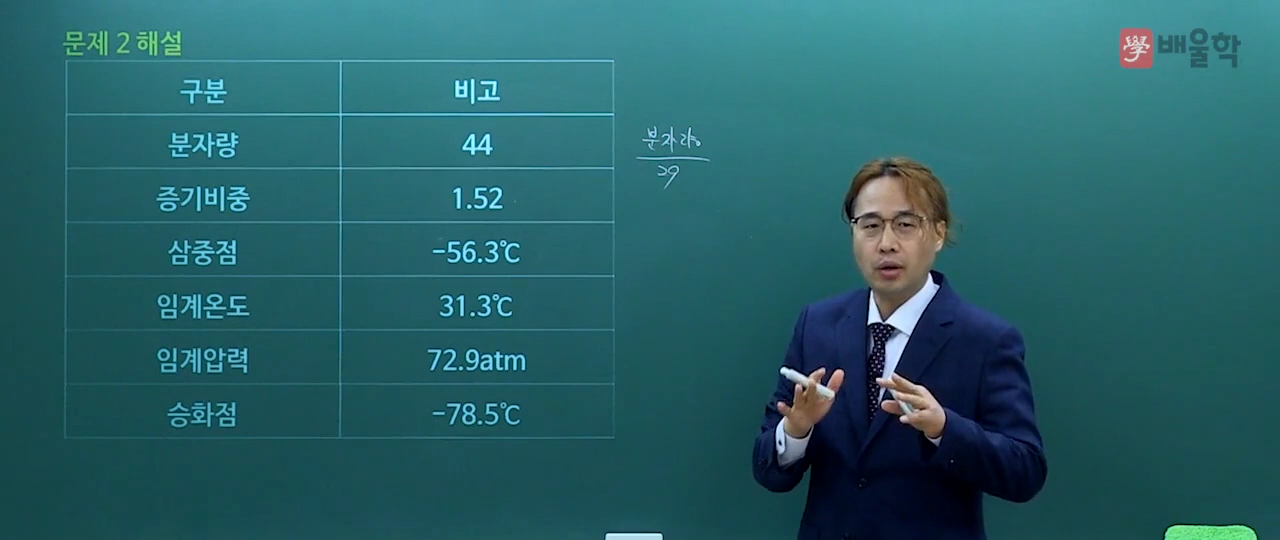 문제 2 해설
學 배울학
구분 비고
분자량 44
증기비중 1.52
삼중점 -56.3℃
임계온도 31.3℃
임계압력 72.9atm
승화점 -78.5℃
분자량
29